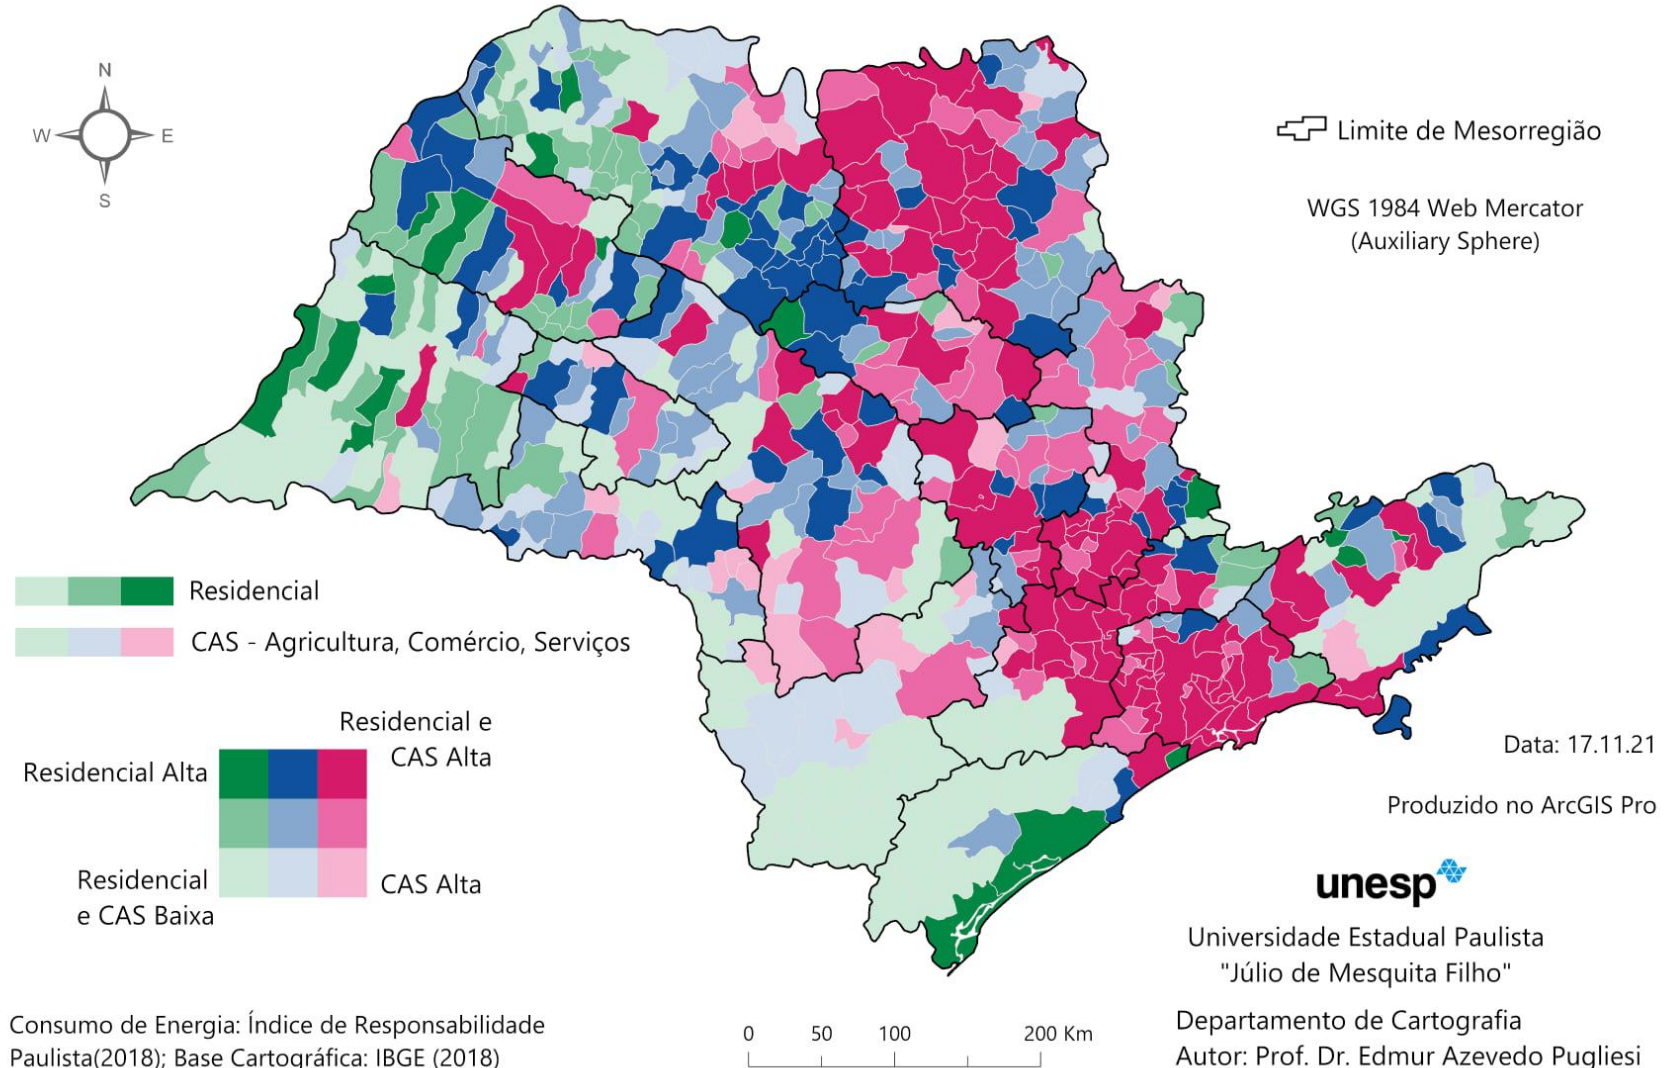 N
W
E
S
Limite de Mesorregião
WGS 1984 Web Mercator
(Auxiliary Sphere)
Residencial
CAS - Agricultura, Comércio, Serviços
Residencial e
CAS Alta
Residencial Alta
Residencial
e CAS Baixa
CAS Alta
Data: 17.11.21
Produzido no ArcGIS Pro
unesp
Universidade Estadual Paulista
"Júlio de Mesquita Filho"
Departamento de Cartografia
Autor: Prof. Dr. Edmur Azevedo Pugliesi
Consumo de Energia: Índice de Responsabilidade
Paulista(2018); Base Cartográfica: IBGE (2018)
0 50 100 200 Km